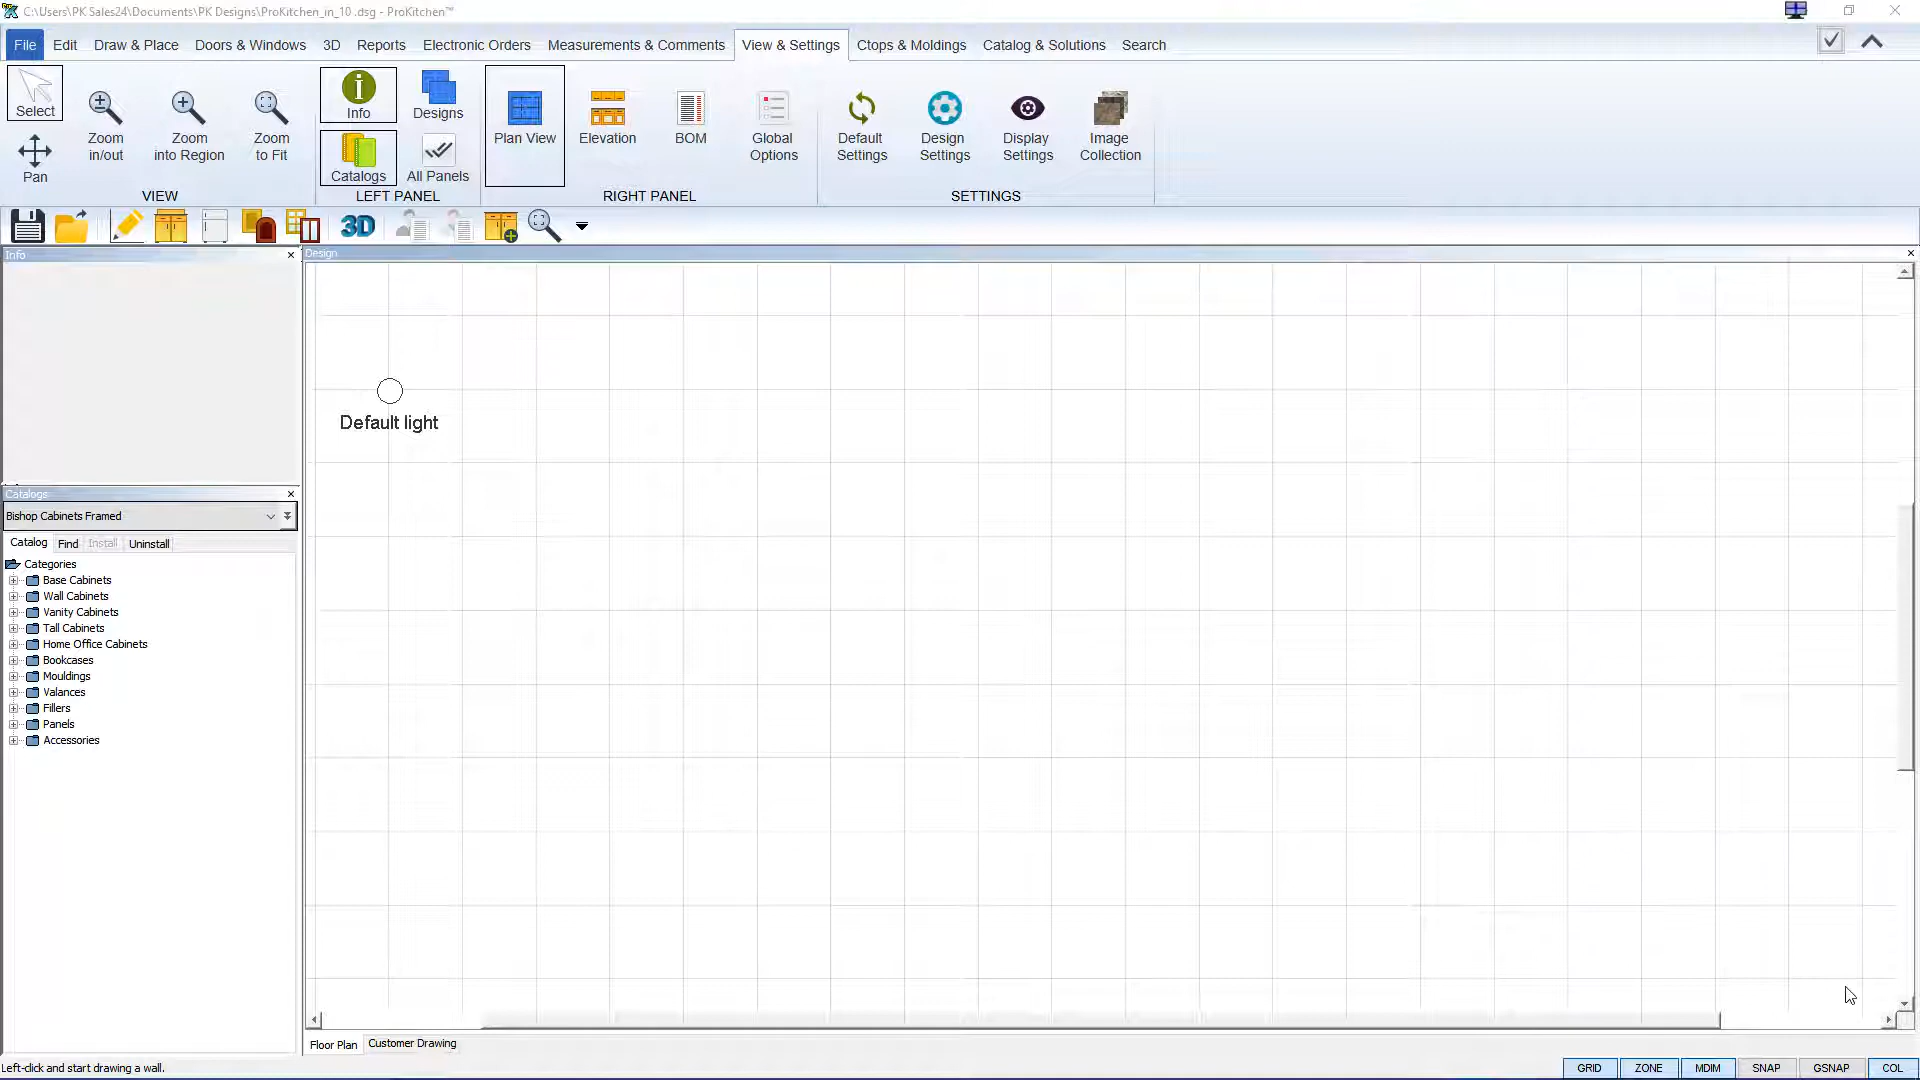 C:\Users\PK Sales24\Documents\PK Designs\ProKitchen_in_10 .dsg - ProKitchen™
File Edit Draw & Place Doors & Windows 3D Reports Electronic Orders Measurements & Comments View & Settings Ctops & Moldings Catalog & Solutions Search
Select
Pan
Zoom
in/out
Zoom
into Region
Zoom
to Fit
VIEW
Info
Designs
Catalogs
All Panels
LEFT PANEL
Plan View
Elevation
BOM
Global
Options
RIGHT PANEL
Default
Settings
Design
Settings
Display
Settings
Image
Collection
SETTINGS
3D
Info
Design
Default light
Catalogs
Bishop Cabinets Framed
Catalog Find Install Uninstall
Categories
Base Cabinets
Wall Cabinets
Vanity Cabinets
Tall Cabinets
Home Office Cabinets
Bookcases
Mouldings
Valances
Fillers
Panels
Accessories
Floor Plan Customer Drawing
Left-click and start drawing a wall.
GRID ZONE MDIM SNAP GSNAP COL